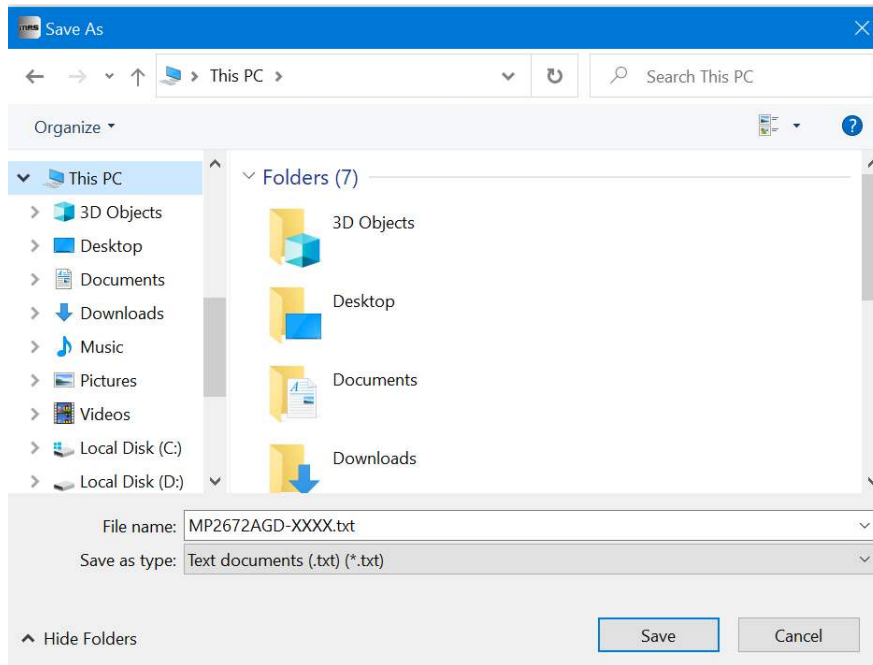 mps Save As
This PC
Search This PC
Organize
?
This PC
3D Objects
Desktop
Documents
Downloads
Music
Pictures
Videos
Local Disk (C:)
Local Disk (D:)
Folders (7)
3D Objects
Desktop
Documents
Downloads
File name: MP2672AGD-XXXX.txt
Save as type: Text documents (.txt) (*.txt)
Hide Folders
Save
Cancel